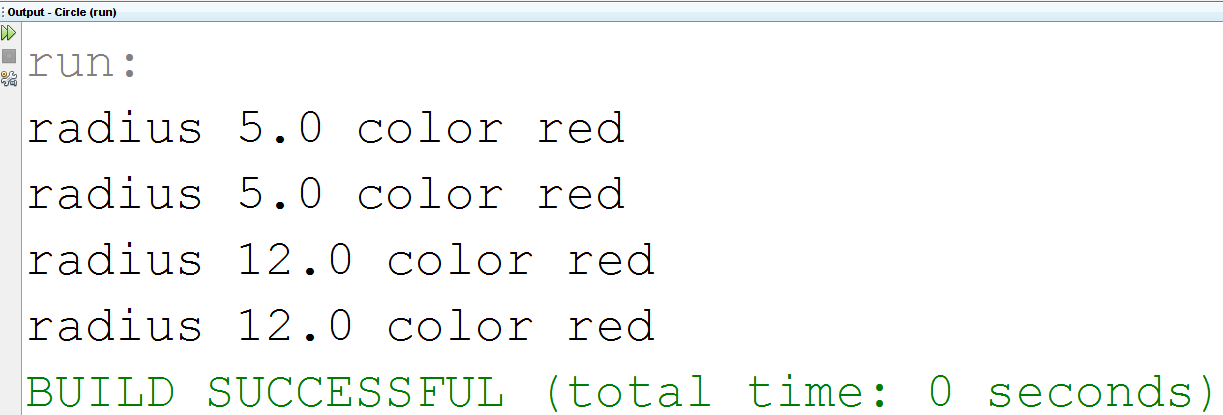 Output - Circle (run)
run:
radius 5.0 color red
radius 5.0 color red
radius 12.0 color red
radius 12.0 color red
BUILD SUCCESSFUL (total time: 0 seconds)